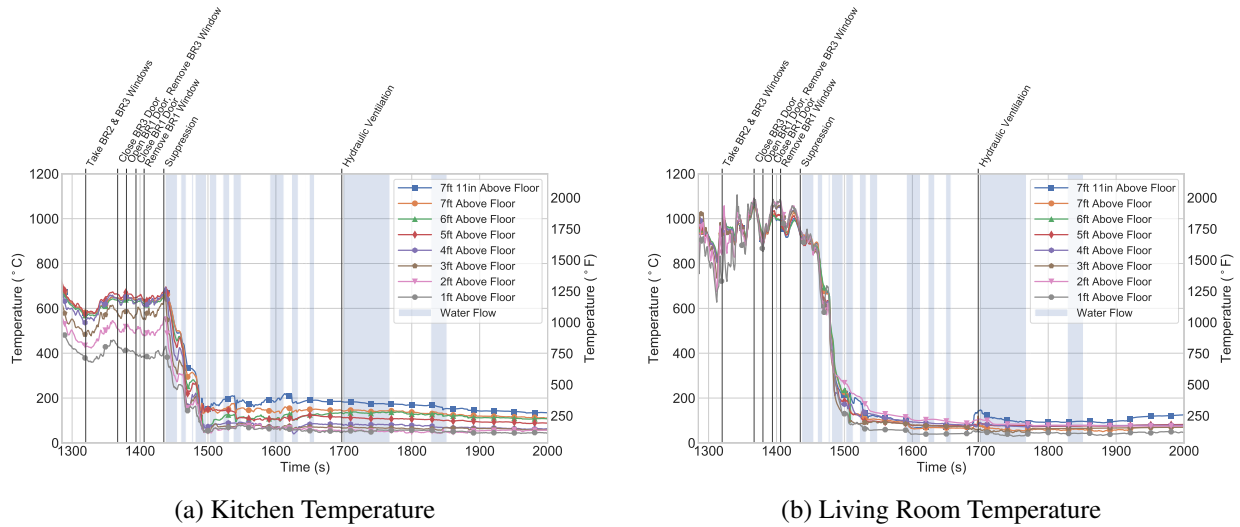 Take BR2 & BR3 Windows
Close BR3 Door
Open BR1 Door, Remove BR3 Window
Close BR1 Door
Remove BR1 Window
Suppression
Hydraulic Ventilation
1200
1000
800
600
400
200
0
Temperature (°C)
2000
1750
1500
1250
1000
750
500
250
Temperature (°F)
7ft 11in Above Floor
7ft Above Floor
6ft Above Floor
5ft Above Floor
4ft Above Floor
3ft Above Floor
2ft Above Floor
1ft Above Floor
Water Flow
1300 1400 1500 1600 1700 1800 1900 2000
Time (s)
(a) Kitchen Temperature
Take BR2 & BR3 Windows
Close BR3 Door
Open BR1 Door, Remove BR3 Window
Close BR1 Door
Remove BR1 Window
Suppression
Hydraulic Ventilation
1200
1000
800
600
400
200
0
Temperature (°C)
2000
1750
1500
1250
1000
750
500
250
Temperature (°F)
7ft 11in Above Floor
7ft Above Floor
6ft Above Floor
5ft Above Floor
4ft Above Floor
3ft Above Floor
2ft Above Floor
1ft Above Floor
Water Flow
1300 1400 1500 1600 1700 1800 1900 2000
Time (s)
(b) Living Room Temperature